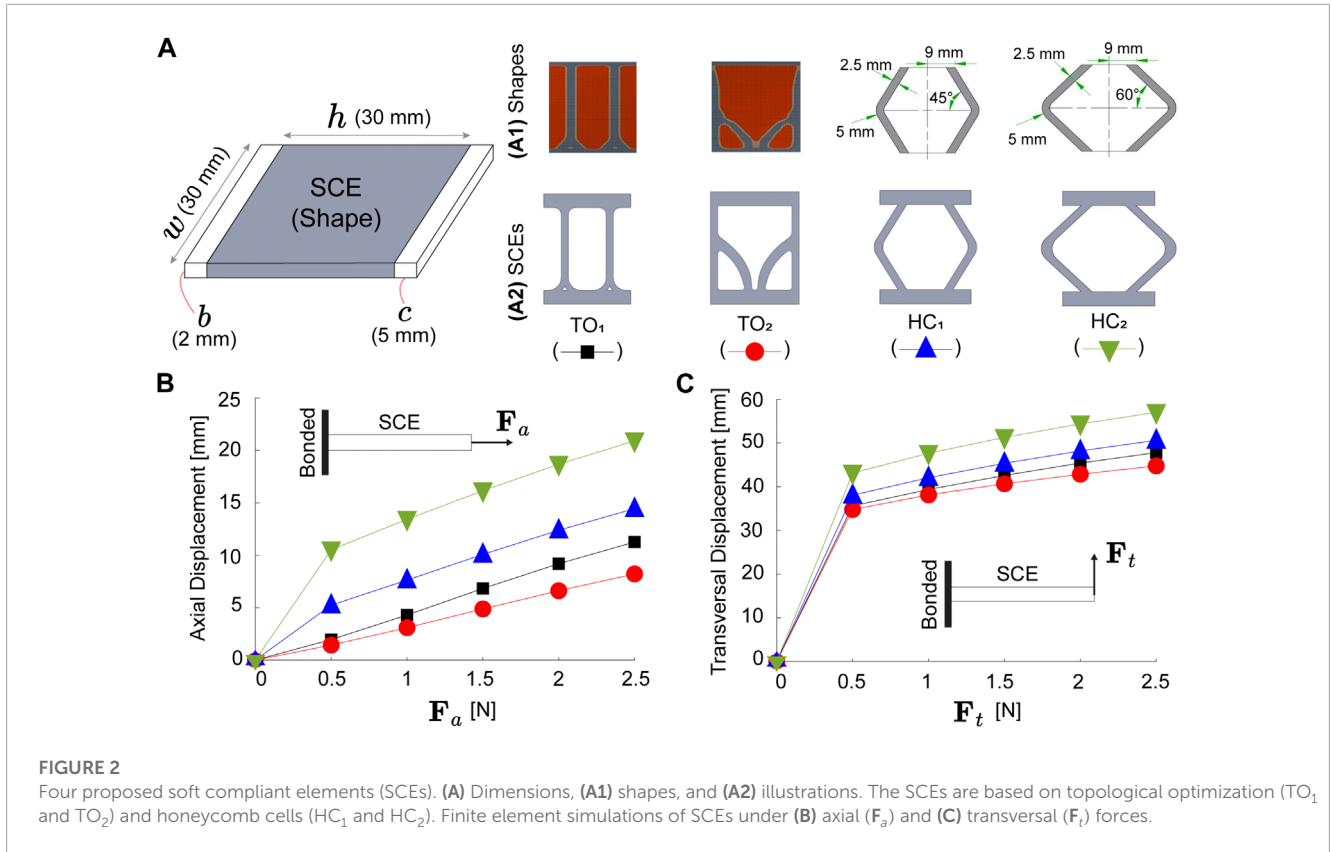 A
h (30 mm)
w (30 mm)
SCE
(Shape)
b
(2 mm)
c
(5 mm)
(A1) Shapes
9 mm
2.5 mm
45°
5 mm
9 mm
2.5 mm
60°
5 mm
(A2) SCEs
TO₁
TO₂
HC₁
HC₂
( )
( )
( )
( )
B
Axial Displacement [mm]
25
20
15
10
5
0
0 0.5 1 1.5 2 2.5
Bonded
SCE
F_a
F_a [N]
C
Transversal Displacement [mm]
60
50
40
30
20
10
0
0 0.5 1 1.5 2 2.5
Bonded
SCE
F_t
F_t [N]
FIGURE 2
Four proposed soft compliant elements (SCEs). (A) Dimensions, (A1) shapes, and (A2) illustrations. The SCEs are based on topological optimization (TO₁
and TO₂) and honeycomb cells (HC₁ and HC₂). Finite element simulations of SCEs under (B) axial (F_a) and (C) transversal (F_t) forces.